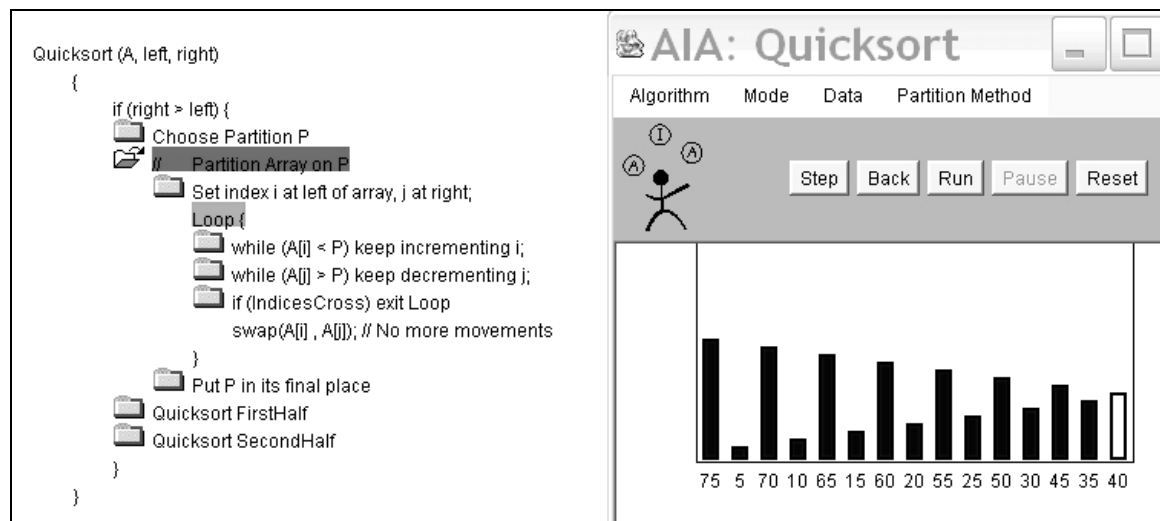 Quicksort (A, left, right)
{
if (right > left) {
Choose Partition P
// Partition Array on P
Set index i at left of array, j at right;
Loop {
while (A[i] < P) keep incrementing i;
while (A[j] > P) keep decrementing j;
if (IndicesCross) exit Loop
swap(A[i] , A[j]); // No more movements
}
Put P in its final place
Quicksort FirstHalf
Quicksort SecondHalf
}
}
AIA: Quicksort
Algorithm Mode Data Partition Method
A I A
Step Back Run Pause Reset
75 5 70 10 65 15 60 20 55 25 50 30 45 35 40